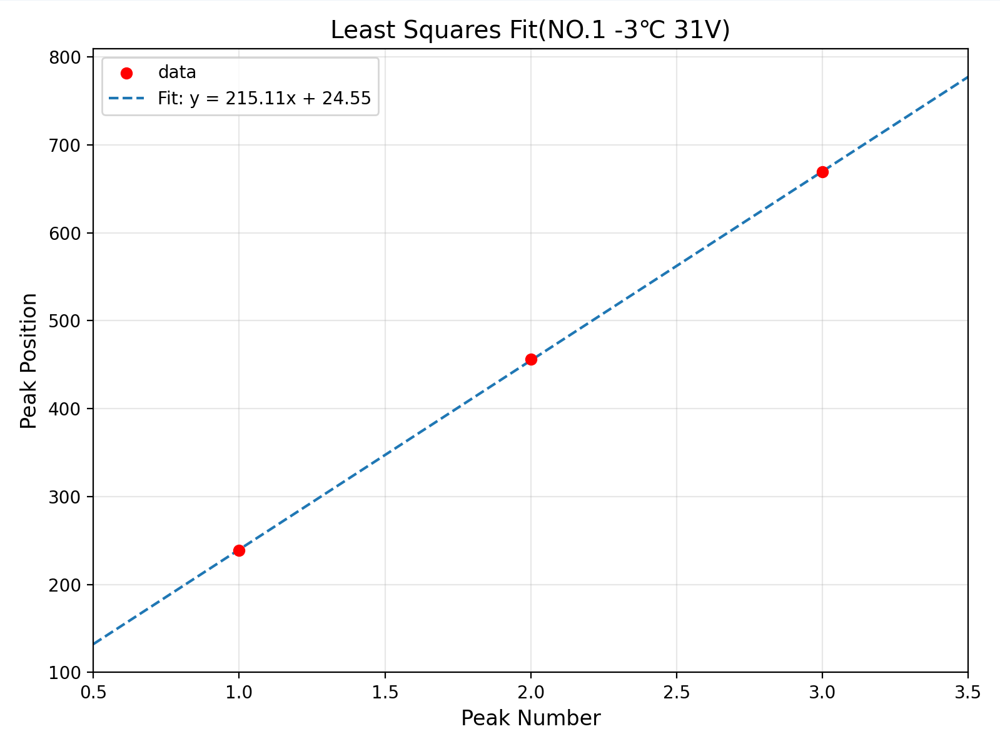 Least Squares Fit(NO.1 -3℃ 31V)
data
Fit: y = 215.11x + 24.55
800
700
600
500
400
300
200
100
Peak Position
0.5 1.0 1.5 2.0 2.5 3.0 3.5
Peak Number